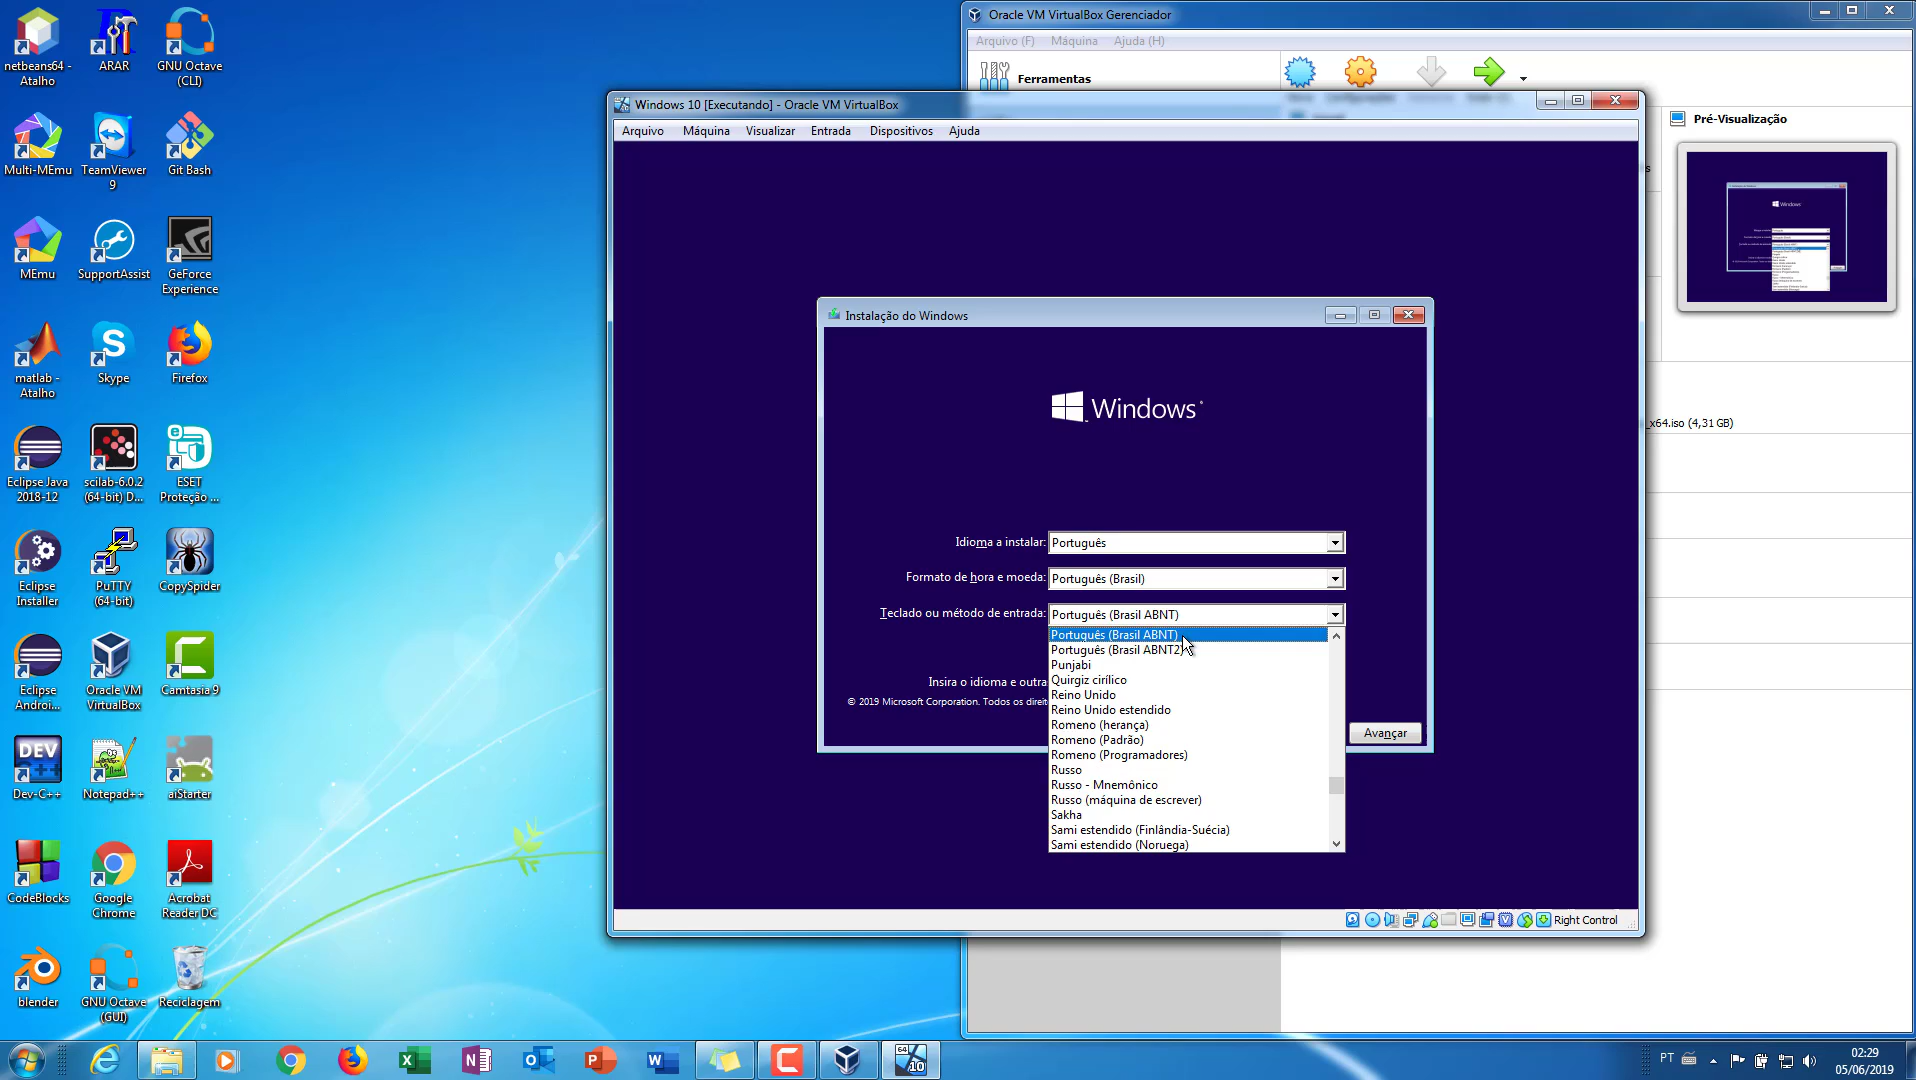 netbeans64 -
Atalho
ARAR
GNU Octave
(CLI)
Multi-MEmu
TeamViewer
9
Git Bash
MEmu
SupportAssist
GeForce
Experience
matlab -
Atalho
Skype
Firefox
Eclipse Java
2018-12
scilab-6.0.2
(64-bit) D...
ESET
Proteção ...
Eclipse
Installer
PuTTY
(64-bit)
CopySpider
Eclipse
Androi...
Oracle VM
VirtualBox
Camtasia 9
Dev-C++
Notepad++
aiStarter
CodeBlocks
Google
Chrome
Acrobat
Reader DC
blender
GNU Octave
(GUI)
Reciclagem
Oracle VM VirtualBox Gerenciador
Arquivo (F)
Máquina
Ajuda (H)
Ferramentas
Pré-Visualização
_x64.iso (4,31 GB)
Windows 10 [Executando] - Oracle VM VirtualBox
Arquivo
Máquina
Visualizar
Entrada
Dispositivos
Ajuda
Instalação do Windows
Windows
Idioma a instalar:
Português
Formato de hora e moeda:
Português (Brasil)
Teclado ou método de entrada:
Português (Brasil ABNT)
Português (Brasil ABNT)
Português (Brasil ABNT2)
Punjabi
Quirgiz cirílico
Reino Unido
Reino Unido estendido
Romeno (herança)
Romeno (Padrão)
Romeno (Programadores)
Russo
Russo - Mnemônico
Russo (máquina de escrever)
Sakha
Sami estendido (Finlândia-Suécia)
Sami estendido (Noruega)
Insira o idioma e outra
© 2019 Microsoft Corporation. Todos os direit
Avançar
Right Control
PT
02:29
05/06/2019